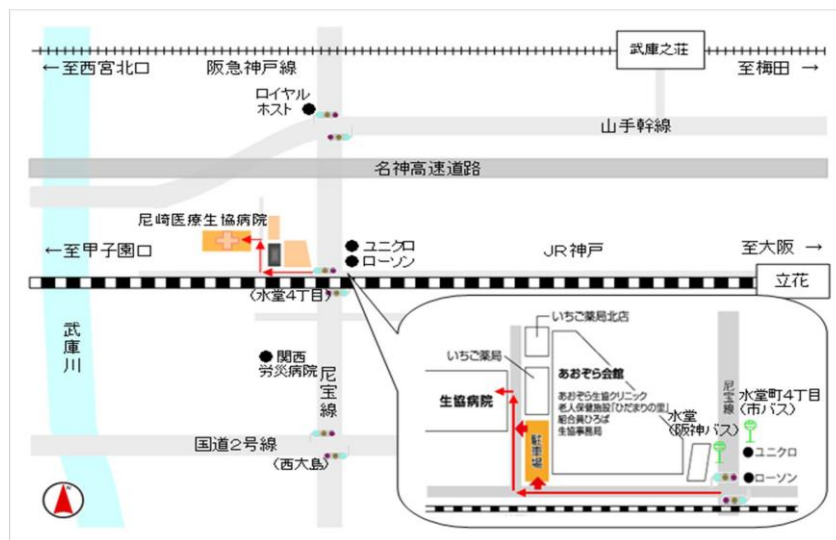 武庫之荘
←至西宮北口
阪急神戸線
至梅田→
ロイヤル
ホスト
山手幹線
名神高速道路
尼崎医療生協病院
ユニクロ
ローソン
←至甲子園口
JR神戸
至大阪→
立花
(水堂4丁目)
武庫川
関西
労災病院
尼宝線
国道2号線
(西大島)
いちご薬局北店
いちご薬局
生協病院
あおぞら会館
あおぞら生協クリニック
老人保健施設「ひだまりの里」
組合員ひろば
生協事務局
駐車場
尼宝線
水堂
(阪神バス)
水堂町4丁目
(市バス)
ユニクロ
ローソン
N